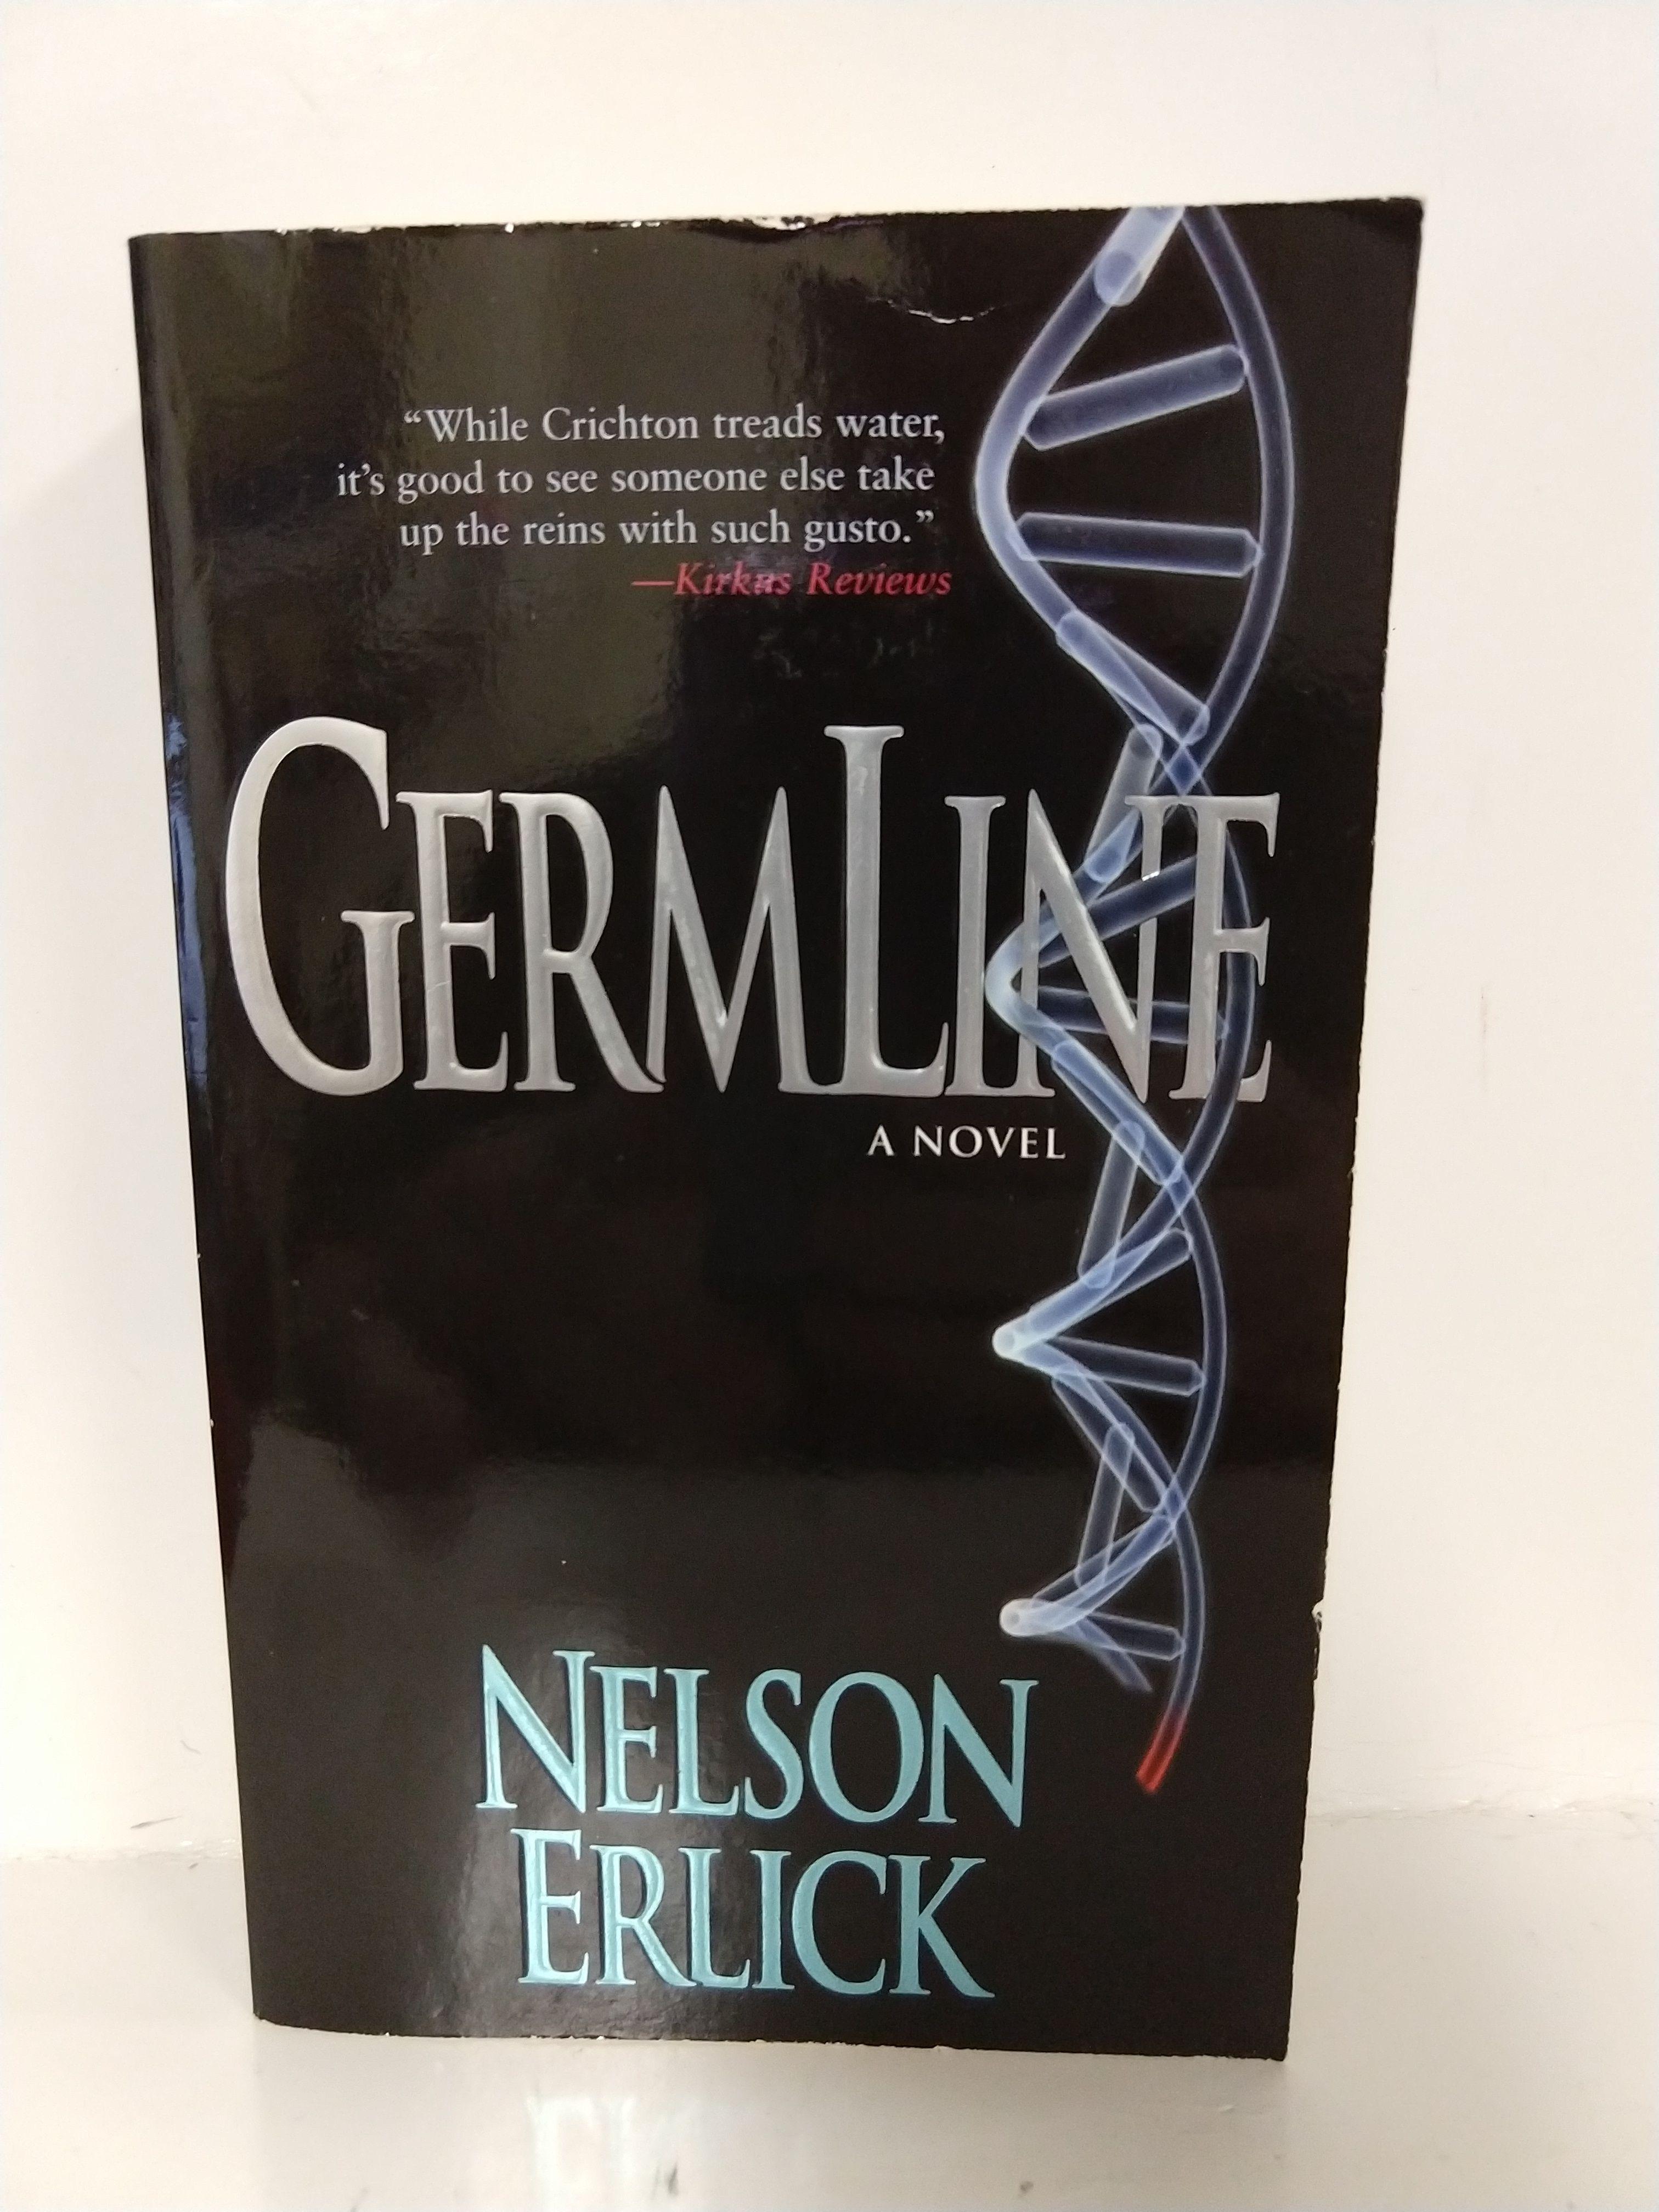 “While Crichton treads water,
it’s good to see someone else take
up the reins with such gusto.”
—Kirkus Reviews
GERMLINE
A NOVEL
NELSON
ERLICK